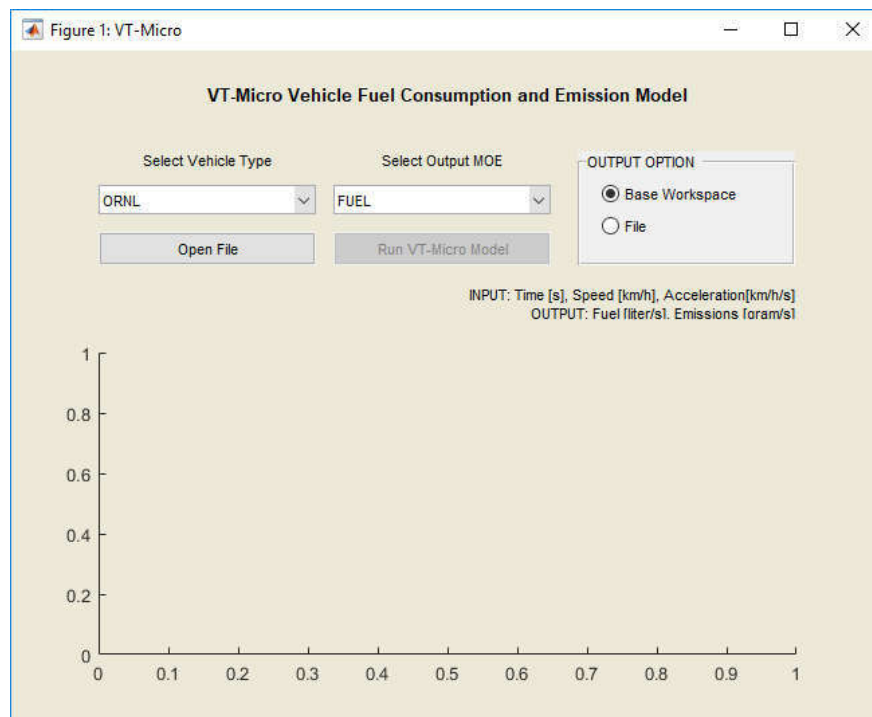 Figure 1: VT-Micro
VT-Micro Vehicle Fuel Consumption and Emission Model
Select Vehicle Type
Select Output MOE
OUTPUT OPTION
ORNL
FUEL
Base Workspace
File
Open File
Run VT-Micro Model
INPUT: Time [s], Speed [km/h], Acceleration[km/h/s]
OUTPUT: Fuel [liter/s], Emissions [gram/s]
1
0.8
0.6
0.4
0.2
0
0 0.1 0.2 0.3 0.4 0.5 0.6 0.7 0.8 0.9 1